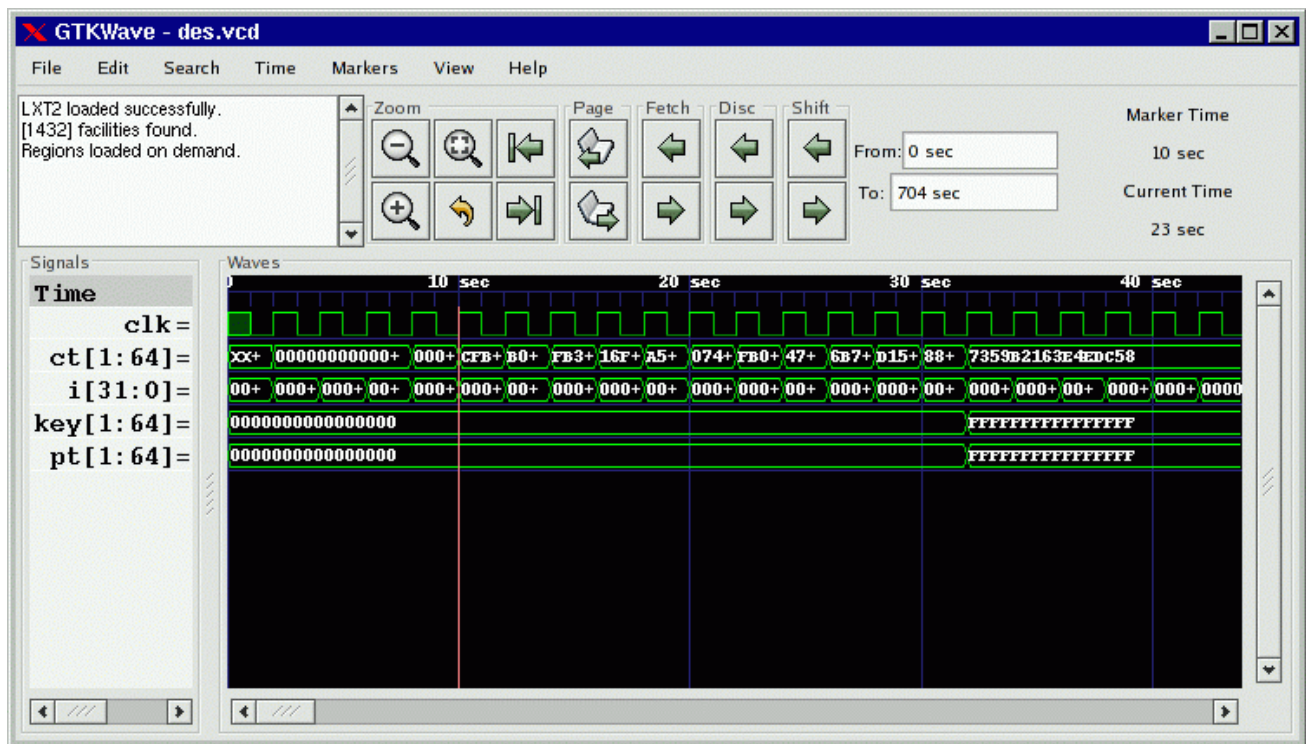 GTKWave - des.vcd
File Edit Search Time Markers View Help
LXT2 loaded successfully.
[1432] facilities found.
Regions loaded on demand.
Zoom Page Fetch Disc Shift
From: 0 sec
To: 704 sec
Marker Time
10 sec
Current Time
23 sec
Signals Waves
Time 0 10 sec 20 sec 30 sec 40 sec
clk=
ct[1:64]= xx+ 00000000000+ 000+ CFB+ B0+ FB3+ 16F+ A5+ 074+ FB0+ 47+ 6B7+ D15+ 88+ 7359B2163E4EDC58
i[31:0]= 00+ 000+ 000+ 00+ 000+ 000+ 00+ 000+ 000+ 00+ 000+ 000+ 00+ 000+ 000+ 00+ 000+ 000+ 00+ 000+ 000+ 0000
key[1:64]= 0000000000000000 FFFFFFFFFFFFFFFF
pt[1:64]= 0000000000000000 FFFFFFFFFFFFFFFF